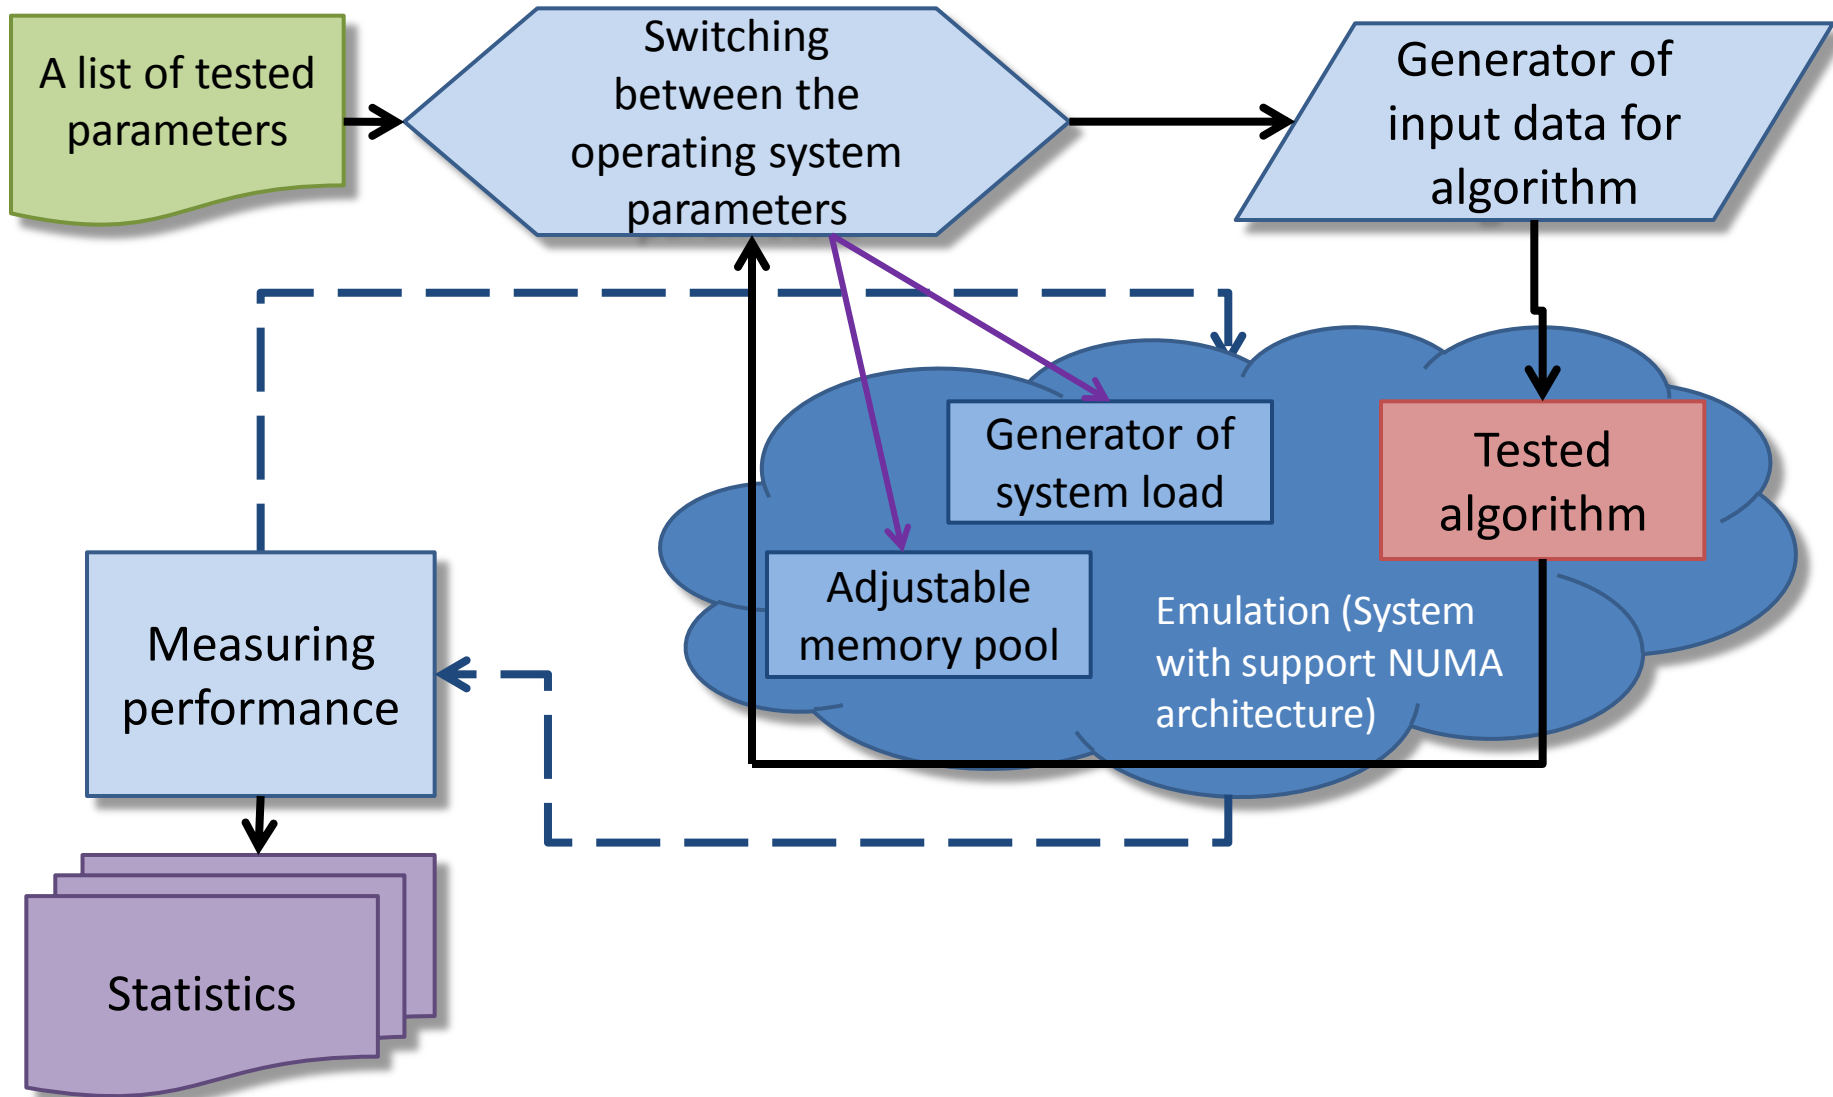 A list of tested
parameters
Switching
between the
operating system
parameters
Generator of
input data for
algorithm
Generator of
system load
Tested
algorithm
Adjustable
memory pool
Emulation (System
with support NUMA
architecture)
Measuring
performance
Statistics